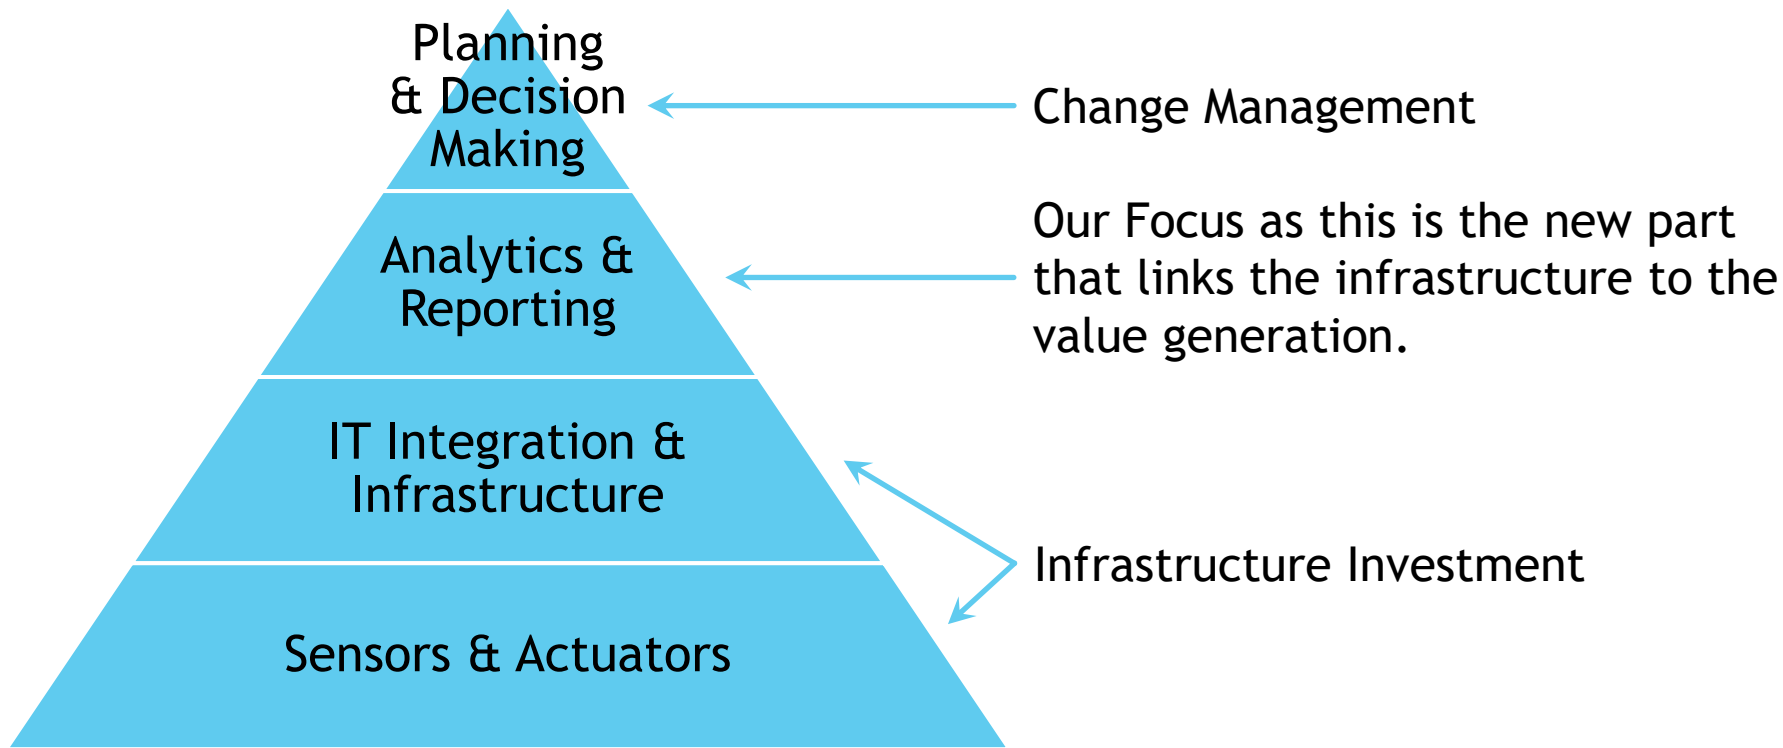 Planning
& Decision
Making
Change Management
Analytics &
Reporting
Our Focus as this is the new part
that links the infrastructure to the
value generation.
IT Integration &
Infrastructure
Infrastructure Investment
Sensors & Actuators